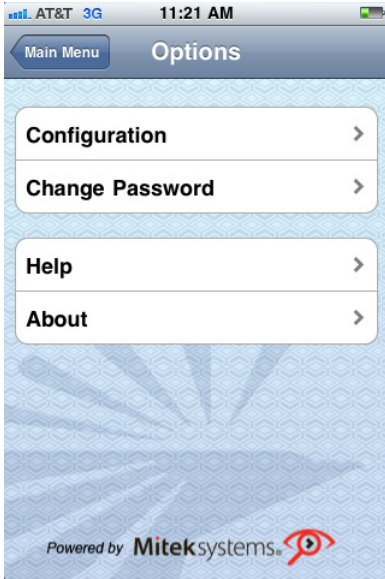 AT&T 3G 11:21 AM
Main Menu Options
Configuration
Change Password
Help
About
Powered by Miteksystems.